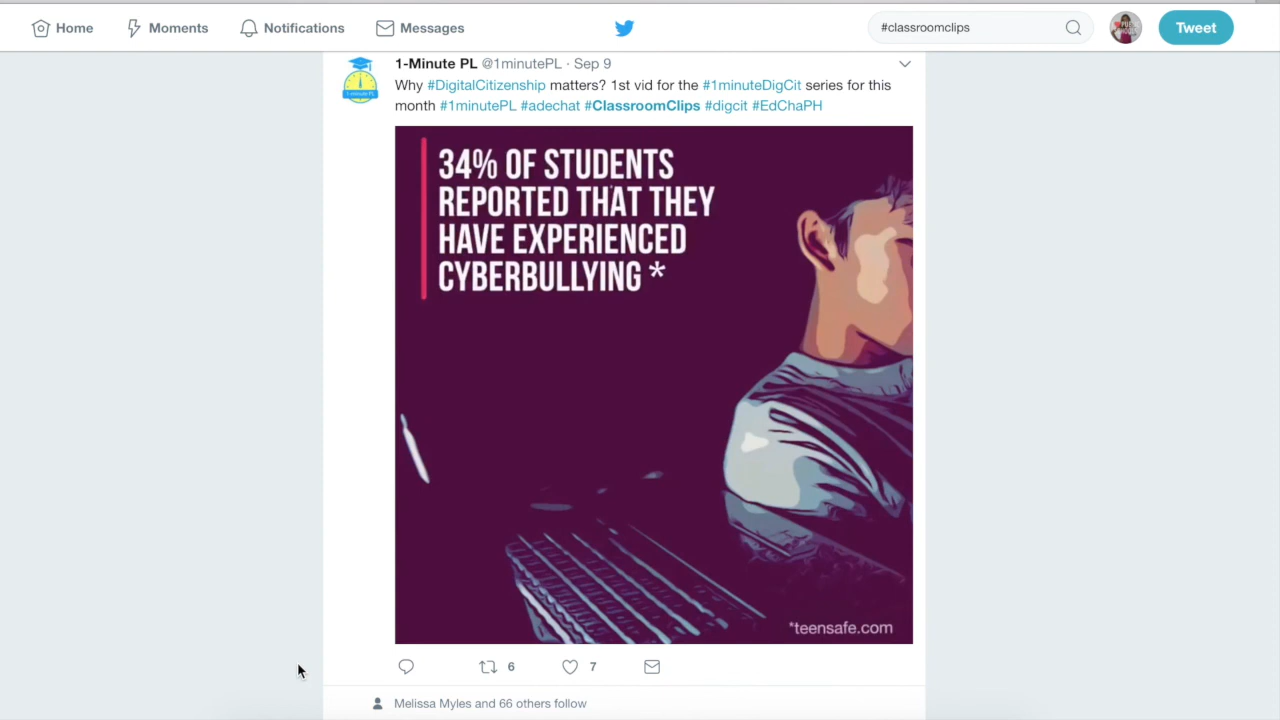 Home Moments Notifications Messages #classroomclips Tweet
1-Minute PL @1minutePL · Sep 9
Why #DigitalCitizenship matters? 1st vid for the #1minuteDigCit series for this
month #1minutePL #adechat #ClassroomClips #digcit #EdChaPH
34% OF STUDENTS
REPORTED THAT THEY
HAVE EXPERIENCED
CYBERBULLYING *
*teensafe.com
6 7
Melissa Myles and 66 others follow